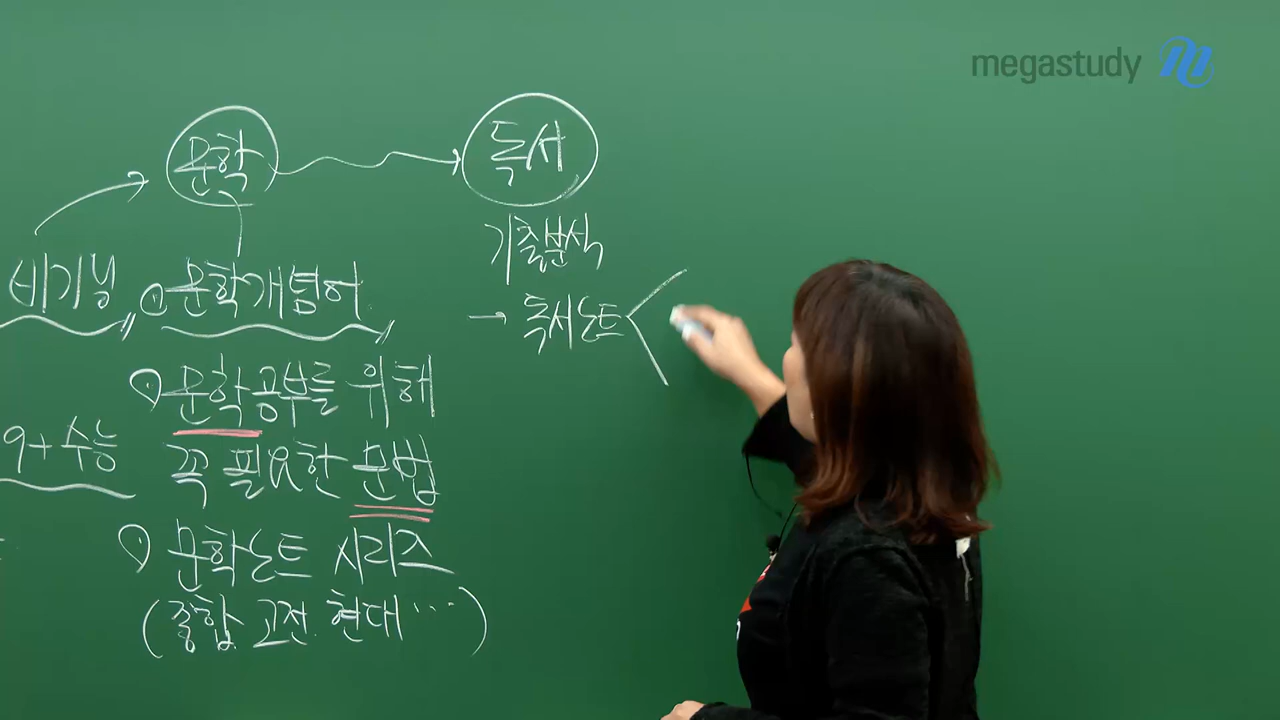 megastudy
문학 → 독서
비기닝
① 문학개념어
문학공부를 위해
꼭 필요한 문법
9+수능
문학노트 시리즈
(종합 고전 현대 …)
기출분석
→ 독서노트